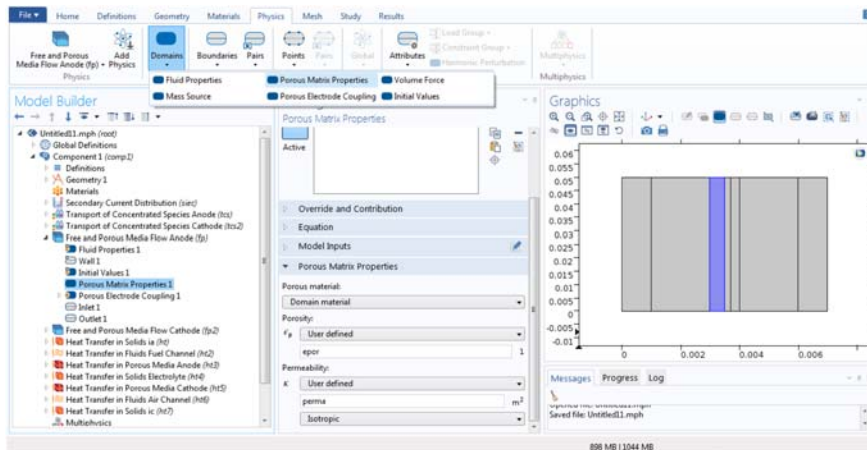 File Home Definitions Geometry Materials Physics Mesh Study Results
Free and Porous
Media Flow Anode (fp)
Add
Physics
Domains
Boundaries
Pairs
Points
Pairs
Global
Attributes
Load Group
Constraint Group
Harmonic Perturbation
Multiphysics
Physics
Multiphysics
Fluid Properties Porous Matrix Properties Volume Force
Mass Source Porous Electrode Coupling Initial Values
Model Builder
Untitled11.mph (root)
Global Definitions
Component 1 (comp1)
Definitions
Geometry 1
Materials
Secondary Current Distribution (siec)
Transport of Concentrated Species Anode (tcs)
Transport of Concentrated Species Cathode (tcs2)
Free and Porous Media Flow Anode (fp)
Fluid Properties 1
Wall 1
Initial Values 1
Porous Matrix Properties 1
Porous Electrode Coupling 1
Inlet 1
Outlet 1
Free and Porous Media Flow Cathode (fp2)
Heat Transfer in Solids ia (ht)
Heat Transfer in Fluids Fuel Channel (ht2)
Heat Transfer in Porous Media Anode (ht3)
Heat Transfer in Solids Electrolyte (ht4)
Heat Transfer in Porous Media Cathode (ht5)
Heat Transfer in Fluids Air Channel (ht6)
Heat Transfer in Solids ic (ht7)
Multiphysics
Porous Matrix Properties
Active
Override and Contribution
Equation
Model Inputs
Porous Matrix Properties
Porous material:
Domain material
Porosity:
εp User defined
epor 1
Permeability:
κ User defined
perma m²
Isotropic
Graphics
0.06
0.055
0.05
0.045
0.04
0.035
0.03
0.025
0.02
0.015
0.01
0.005
0
-0.005
-0.01
0 0.002 0.004 0.006
Messages Progress Log
Opened file: Untitled11.mph
Saved file: Untitled11.mph
898 MB | 1044 MB